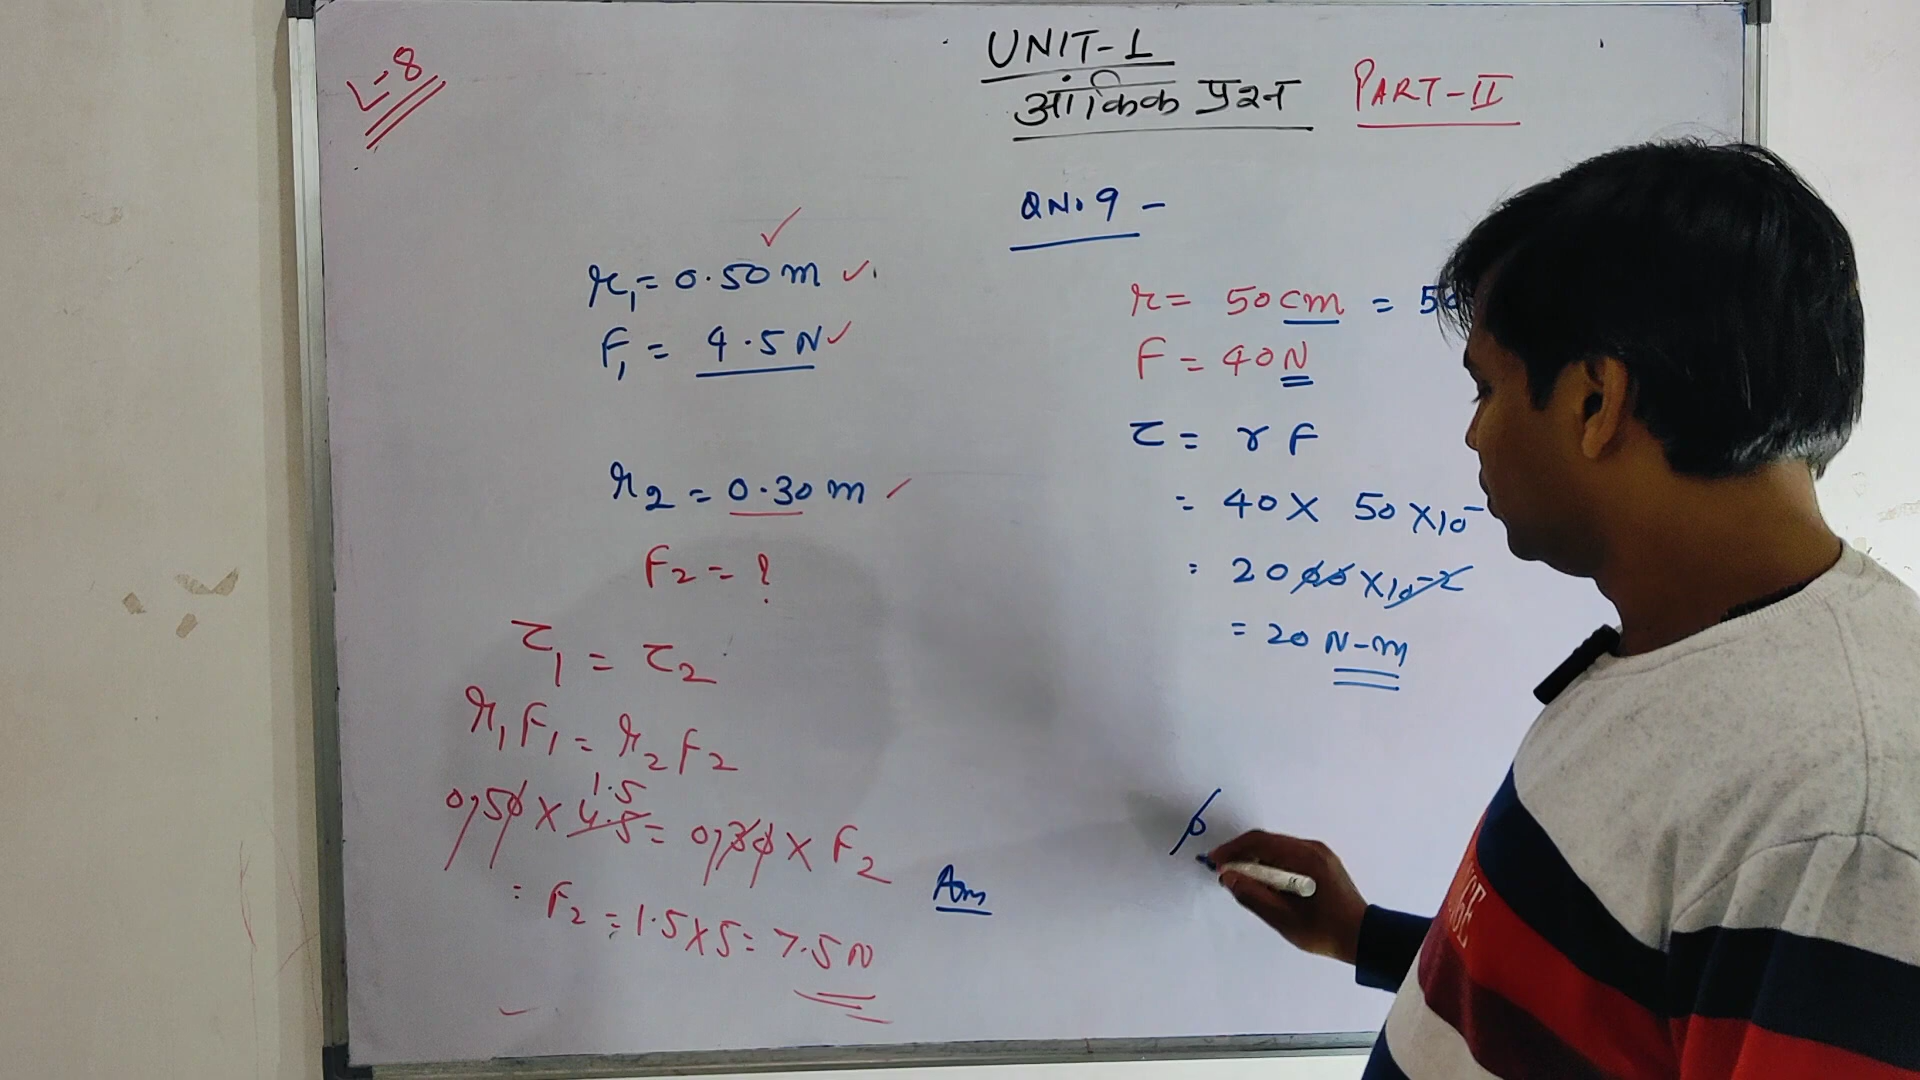 L-8
UNIT-1
आंकिक प्रश्न PART-II
r₁ = 0.50 m ✓.
F₁ = 4.5 N ✓
r₂ = 0.30 m
F₂ = ?
τ₁ = τ₂
r₁F₁ = r₂F₂
1.5
0.50 × 4.5 = 0.30 × F₂
: F₂ = 1.5 × 5 = 7.5 N
Ans
QN.9 -
r = 50 cm =
F = 40 N
τ = r F
= 40 × 50 × 10⁻
= 2000 × 10⁻²
= 20 N-m